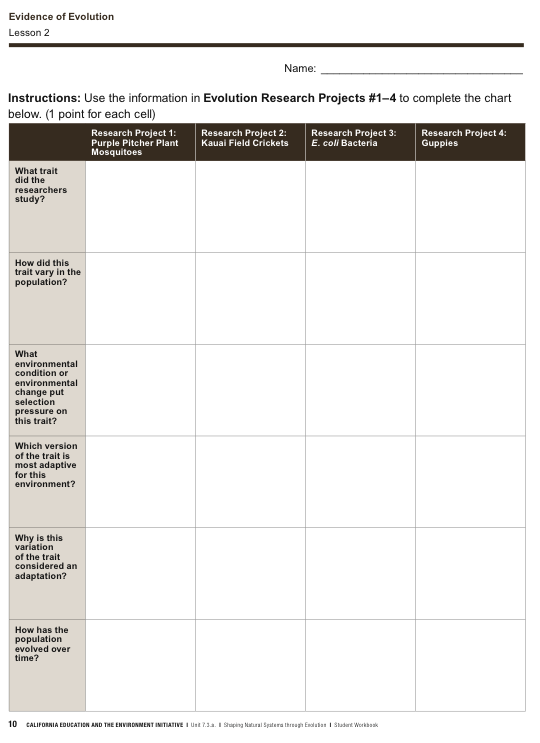 Evidence of Evolution
Lesson 2
Name: ___________________________________
Instructions: Use the information in Evolution Research Projects #1–4 to complete the chart
below. (1 point for each cell)
Research Project 1:
Purple Pitcher Plant
Mosquitoes
Research Project 2:
Kauai Field Crickets
Research Project 3:
E. coli Bacteria
Research Project 4:
Guppies
What trait
did the
researchers
study?
How did this
trait vary in the
population?
What
environmental
condition or
environmental
change put
selection
pressure on
this trait?
Which version
of the trait is
most adaptive
for this
environment?
Why is this
variation
of the trait
considered an
adaptation?
How has the
population
evolved over
time?
10 CALIFORNIA EDUCATION AND THE ENVIRONMENT INITIATIVE I Unit 7.3.a. I Shaping Natural Systems through Evolution I Student Workbook